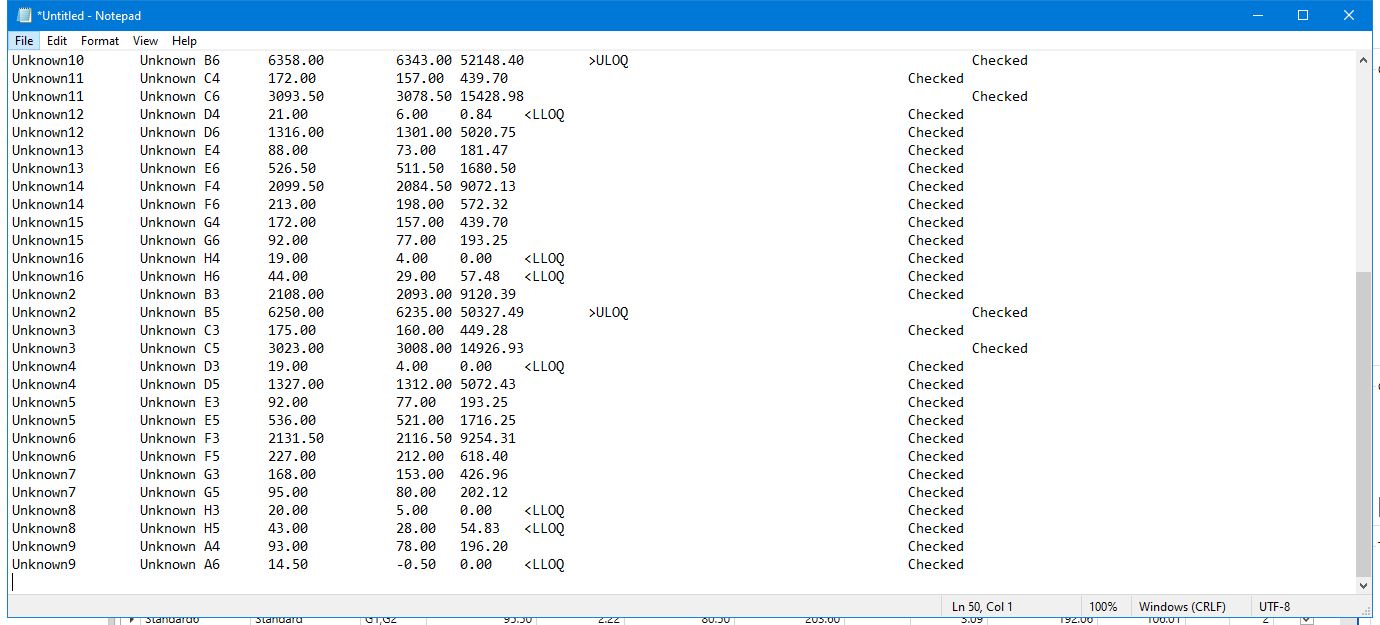 *Untitled - Notepad
File Edit Format View Help
Unknown10 Unknown B6 6358.00 6343.00 52148.40 >ULOQ Checked
Unknown11 Unknown C4 172.00 157.00 439.70 Checked
Unknown11 Unknown C6 3093.50 3078.50 15428.98 Checked
Unknown12 Unknown D4 21.00 6.00 0.84 <LLOQ Checked
Unknown12 Unknown D6 1316.00 1301.00 5020.75 Checked
Unknown13 Unknown E4 88.00 73.00 181.47 Checked
Unknown13 Unknown E6 526.50 511.50 1680.50 Checked
Unknown14 Unknown F4 2099.50 2084.50 9072.13 Checked
Unknown14 Unknown F6 213.00 198.00 572.32 Checked
Unknown15 Unknown G4 172.00 157.00 439.70 Checked
Unknown15 Unknown G6 92.00 77.00 193.25 Checked
Unknown16 Unknown H4 19.00 4.00 0.00 <LLOQ Checked
Unknown16 Unknown H6 44.00 29.00 57.48 <LLOQ Checked
Unknown2 Unknown B3 2108.00 2093.00 9120.39 Checked
Unknown2 Unknown B5 6250.00 6235.00 50327.49 >ULOQ Checked
Unknown3 Unknown C3 175.00 160.00 449.28 Checked
Unknown3 Unknown C5 3023.00 3008.00 14926.93 Checked
Unknown4 Unknown D3 19.00 4.00 0.00 <LLOQ Checked
Unknown4 Unknown D5 1327.00 1312.00 5072.43 Checked
Unknown5 Unknown E3 92.00 77.00 193.25 Checked
Unknown5 Unknown E5 536.00 521.00 1716.25 Checked
Unknown6 Unknown F3 2131.50 2116.50 9254.31 Checked
Unknown6 Unknown F5 227.00 212.00 618.40 Checked
Unknown7 Unknown G3 168.00 153.00 426.96 Checked
Unknown7 Unknown G5 95.00 80.00 202.12 Checked
Unknown8 Unknown H3 20.00 5.00 0.00 <LLOQ Checked
Unknown8 Unknown H5 43.00 28.00 54.83 <LLOQ Checked
Unknown9 Unknown A4 93.00 78.00 196.20 Checked
Unknown9 Unknown A6 14.50 -0.50 0.00 <LLOQ Checked
Ln 50, Col 1 100% Windows (CRLF) UTF-8
Standard6 Standard G1,G2 95.50 2.22 80.50 203.60 3.09 192.06 106.01 2